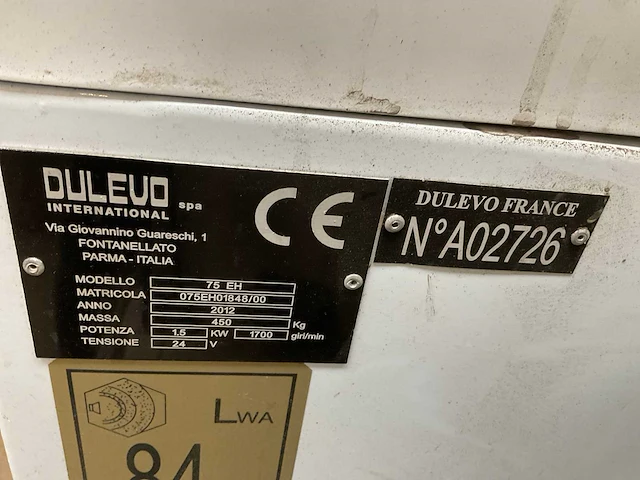 DULEVO
INTERNATIONAL spa
CE
Via Giovannino Guareschi, 1
FONTANELLATO
PARMA - ITALIA
MODELLO 75 EH
MATRICOLA 075EH01848/00
ANNO 2012
MASSA 450 Kg
POTENZA 1.5 KW 1700 giri/min
TENSIONE 24 V
DULEVO FRANCE
N°A02726
LWA
84